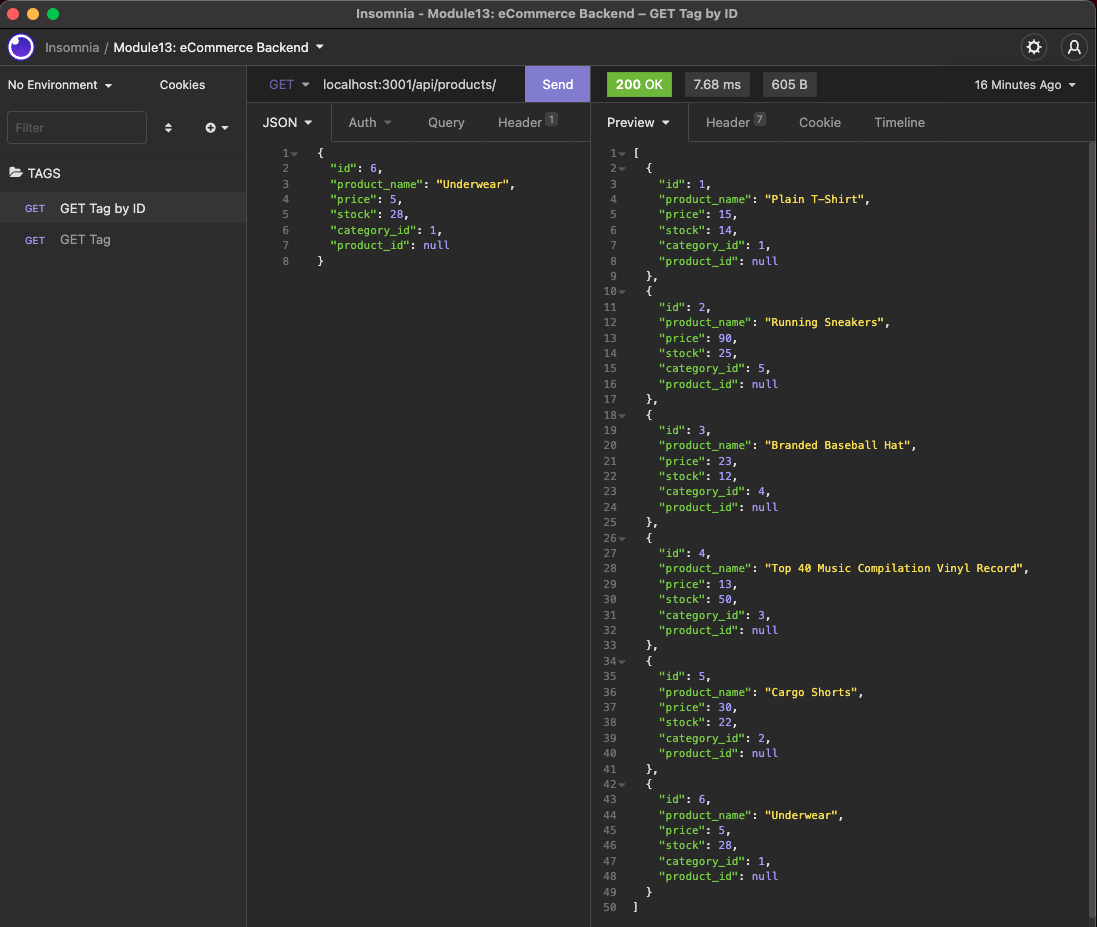 Insomnia - Module13: eCommerce Backend – GET Tag by ID
Insomnia / Module13: eCommerce Backend
No Environment
Cookies
Filter
TAGS
GET GET Tag by ID
GET GET Tag
GET localhost:3001/api/products/ Send
JSON Auth Query Header 1
1 {
2 "id": 6,
3 "product_name": "Underwear",
4 "price": 5,
5 "stock": 28,
6 "category_id": 1,
7 "product_id": null
8 }
200 OK 7.68 ms 605 B 16 Minutes Ago
Preview Header 7 Cookie Timeline
1 [
2 {
3 "id": 1,
4 "product_name": "Plain T-Shirt",
5 "price": 15,
6 "stock": 14,
7 "category_id": 1,
8 "product_id": null
9 },
10 {
11 "id": 2,
12 "product_name": "Running Sneakers",
13 "price": 90,
14 "stock": 25,
15 "category_id": 5,
16 "product_id": null
17 },
18 {
19 "id": 3,
20 "product_name": "Branded Baseball Hat",
21 "price": 23,
22 "stock": 12,
23 "category_id": 4,
24 "product_id": null
25 },
26 {
27 "id": 4,
28 "product_name": "Top 40 Music Compilation Vinyl Record",
29 "price": 13,
30 "stock": 50,
31 "category_id": 3,
32 "product_id": null
33 },
34 {
35 "id": 5,
36 "product_name": "Cargo Shorts",
37 "price": 30,
38 "stock": 22,
39 "category_id": 2,
40 "product_id": null
41 },
42 {
43 "id": 6,
44 "product_name": "Underwear",
45 "price": 5,
46 "stock": 28,
47 "category_id": 1,
48 "product_id": null
49 }
50 ]